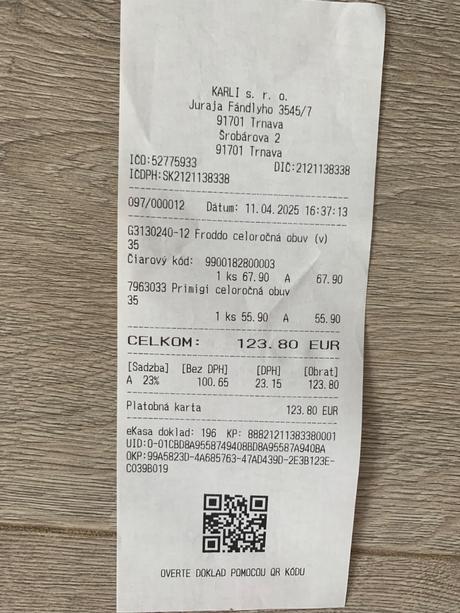 KARLI s. r. o.
Juraja Fándlyho 3545/7
91701 Trnava
Šrobárova 2
91701 Trnava
IČO:52775933 DIČ:2121138338
IČDPH:SK2121138338
097/000012 Dátum: 11.04.2025 16:37:13
G3130240-12 Froddo celoročná obuv (v)
35
Čiarový kód: 9900182800003
1 ks 67.90 A 67.90
7963033 Primigi celoročná obuv
35
1 ks 55.90 A 55.90
CELKOM: 123.80 EUR
[Sadzba] [Bez DPH] [DPH] [Obrat]
A 23% 100.65 23.15 123.80
Platobná karta 123.80 EUR
eKasa doklad: 196 KP: 88821211383380001
UID:O-01CBD8A9558749408BD8A95587A940BA
OKP:99A5823D-4A685763-47AD439D-2E3B123E-
C039B019
OVERTE DOKLAD POMOCOU QR KÓDU